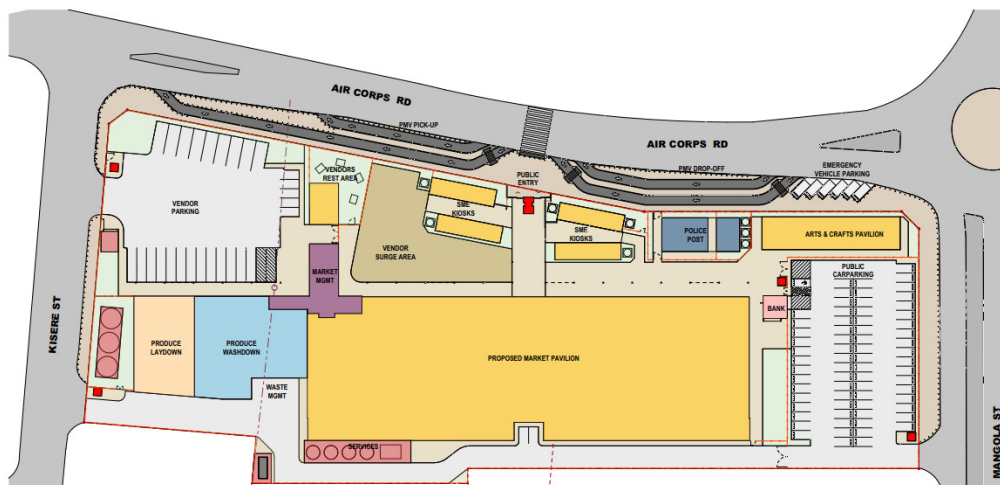 AIR CORPS RD
PMV PICK-UP
AIR CORPS RD
PMV DROP-OFF
EMERGENCY
VEHICLE PARKING
VENDORS
REST AREA
PUBLIC
ENTRY
VENDOR
PARKING
SME
KIOSKS
SME
KIOSKS
POLICE
POST
ARTS & CRAFTS PAVILION
VENDOR
SURGE AREA
MARKET
MGMT
PUBLIC
CARPARKING
BANK
KISERE ST
PRODUCE
LAYDOWN
PRODUCE
WASHDOWN
PROPOSED MARKET PAVILION
WASTE
MGMT
SERVICES
MANGOLA ST